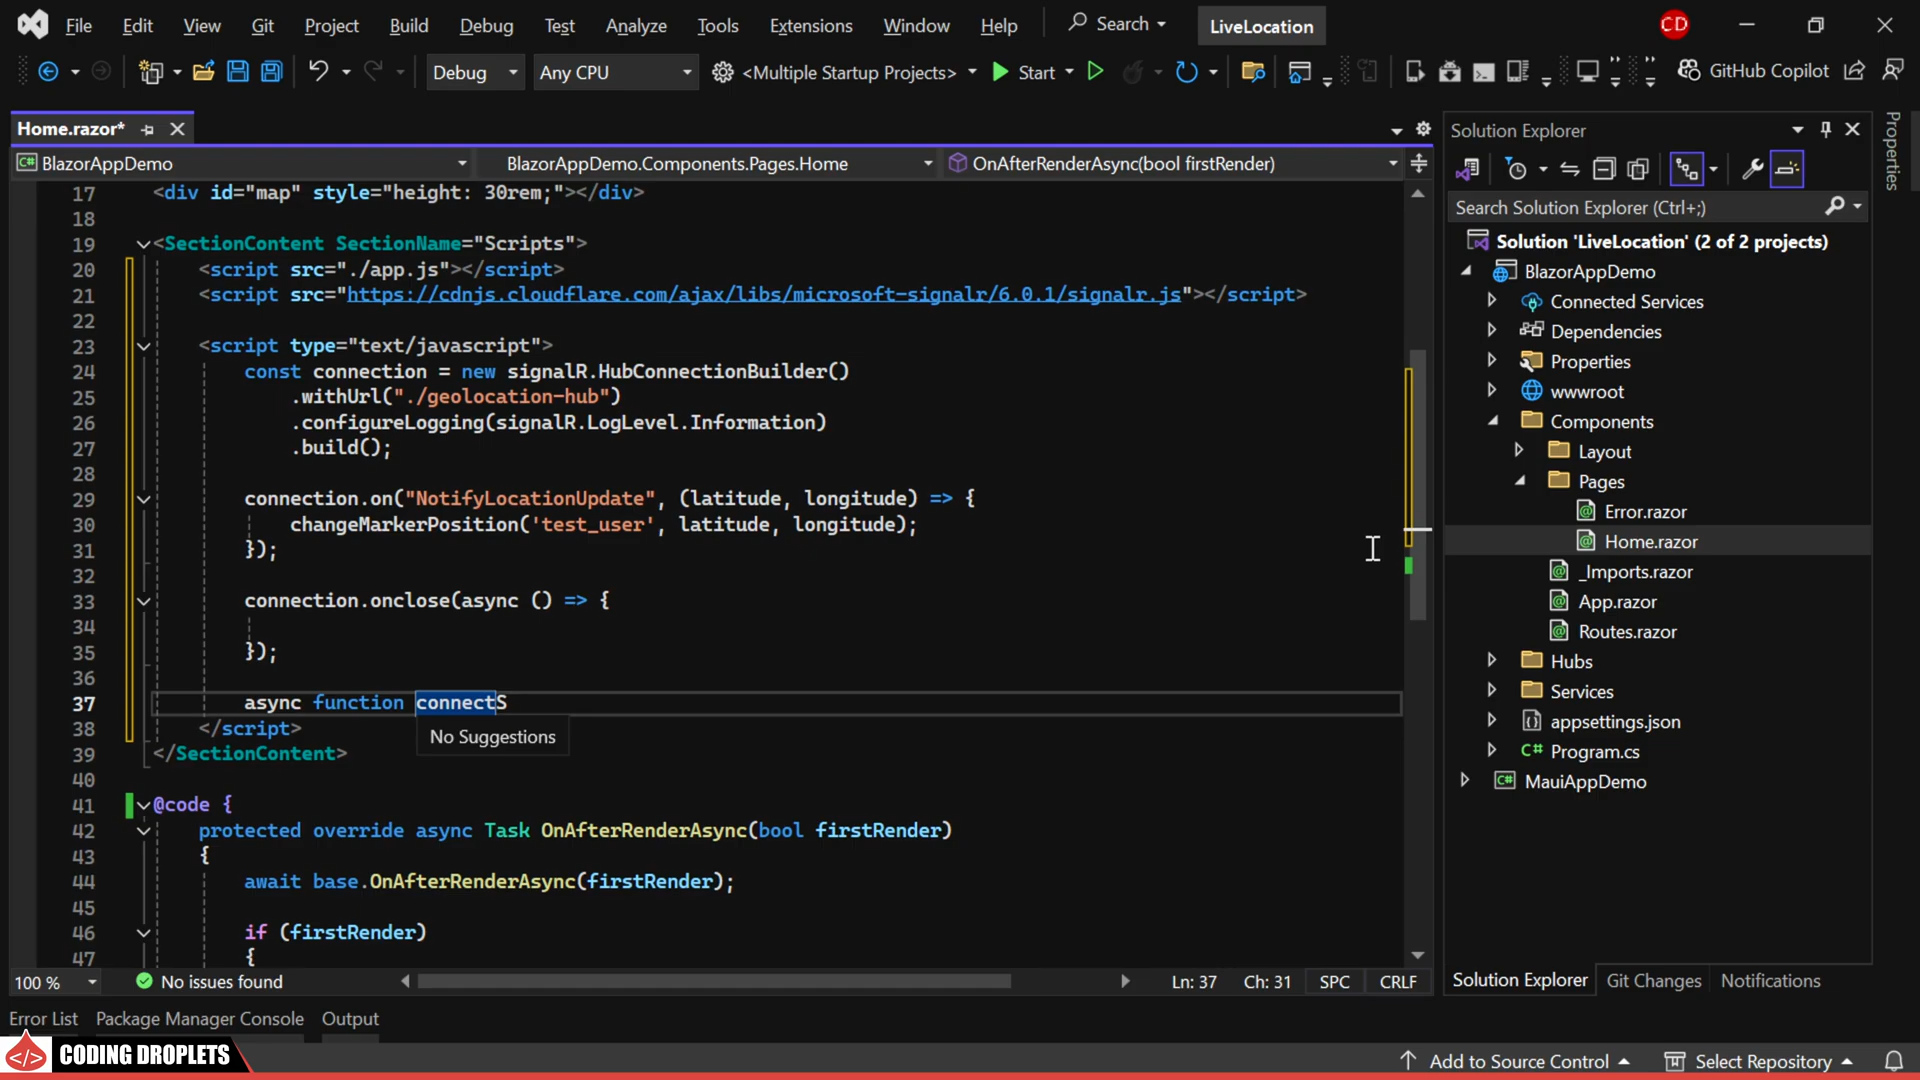 File Edit View Git Project Build Debug Test Analyze Tools Extensions Window Help Search LiveLocation CD
Debug Any CPU <Multiple Startup Projects> Start GitHub Copilot
Home.razor*
BlazorAppDemo BlazorAppDemo.Components.Pages.Home OnAfterRenderAsync(bool firstRender)
17 <div id="map" style="height: 30rem;"></div>
18
19 <SectionContent SectionName="Scripts">
20 <script src="./app.js"></script>
21 <script src="https://cdnjs.cloudflare.com/ajax/libs/microsoft-signalr/6.0.1/signalr.js"></script>
22
23 <script type="text/javascript">
24 const connection = new signalR.HubConnectionBuilder()
25 .withUrl("./geolocation-hub")
26 .configureLogging(signalR.LogLevel.Information)
27 .build();
28
29 connection.on("NotifyLocationUpdate", (latitude, longitude) => {
30 changeMarkerPosition('test_user', latitude, longitude);
31 });
32
33 connection.onclose(async () => {
34
35 });
36
37 async function connectS
38 </script>
No Suggestions
39 </SectionContent>
40
41 @code {
42 protected override async Task OnAfterRenderAsync(bool firstRender)
43 {
44 await base.OnAfterRenderAsync(firstRender);
45
46 if (firstRender)
47 {
100 % No issues found Ln: 37 Ch: 31 SPC CRLF
Error List Package Manager Console Output
Solution Explorer
Search Solution Explorer (Ctrl+;)
Solution 'LiveLocation' (2 of 2 projects)
BlazorAppDemo
Connected Services
Dependencies
Properties
wwwroot
Components
Layout
Pages
Error.razor
Home.razor
_Imports.razor
App.razor
Routes.razor
Hubs
Services
appsettings.json
Program.cs
MauiAppDemo
Solution Explorer Git Changes Notifications
Properties
</> CODING DROPLETS
Add to Source Control Select Repository